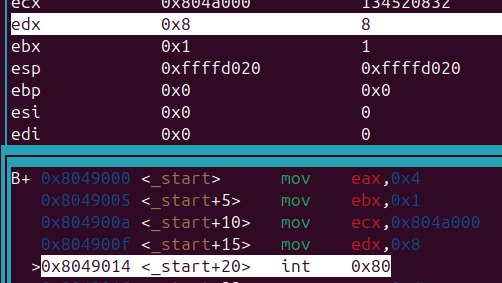 ecx 0x804a000 134520832
edx 0x8 8
ebx 0x1 1
esp 0xffffd020 0xffffd020
ebp 0x0 0x0
esi 0x0 0
edi 0x0 0
B+ 0x8049000 <_start> mov eax,0x4
0x8049005 <_start+5> mov ebx,0x1
0x804900a <_start+10> mov ecx,0x804a000
0x804900f <_start+15> mov edx,0x8
>0x8049014 <_start+20> int 0x80